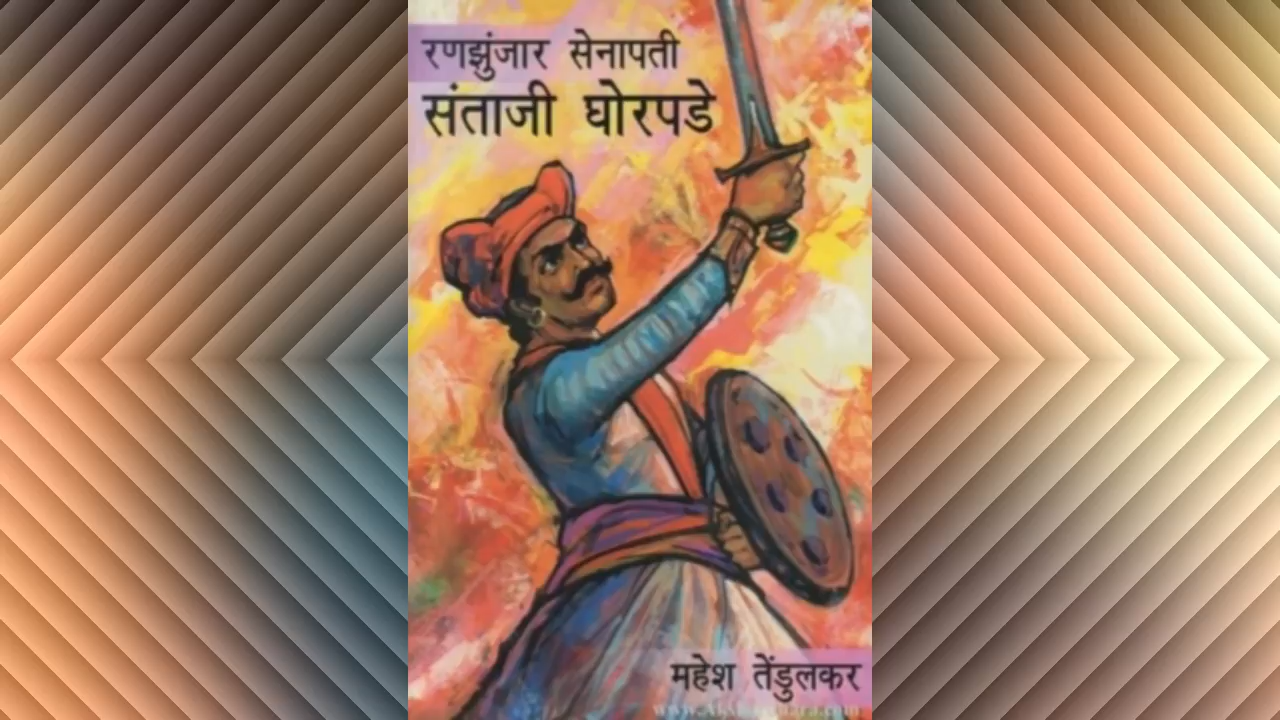 रणझुंजार सेनापती
संताजी घोरपडे
महेश तेंडुलकर